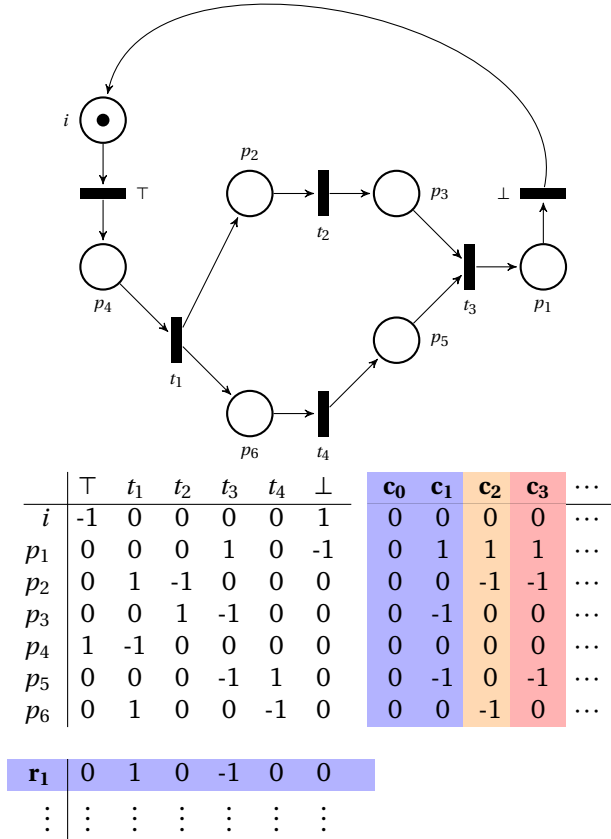 i
p2
p3
⊤
⊥
t2
p4
t3
p1
p5
t1
p6
t4
⊤ t1 t2 t3 t4 ⊥ c0 c1 c2 c3 ⋯
i -1 0 0 0 0 1 0 0 0 0 ⋯
p1 0 0 0 1 0 -1 0 1 1 1 ⋯
p2 0 1 -1 0 0 0 0 0 -1 -1 ⋯
p3 0 0 1 -1 0 0 0 -1 0 0 ⋯
p4 1 -1 0 0 0 0 0 0 0 0 ⋯
p5 0 0 0 -1 1 0 0 -1 0 -1 ⋯
p6 0 1 0 0 -1 0 0 0 -1 0 ⋯
r1 0 1 0 -1 0 0
⋮ ⋮ ⋮ ⋮ ⋮ ⋮ ⋮